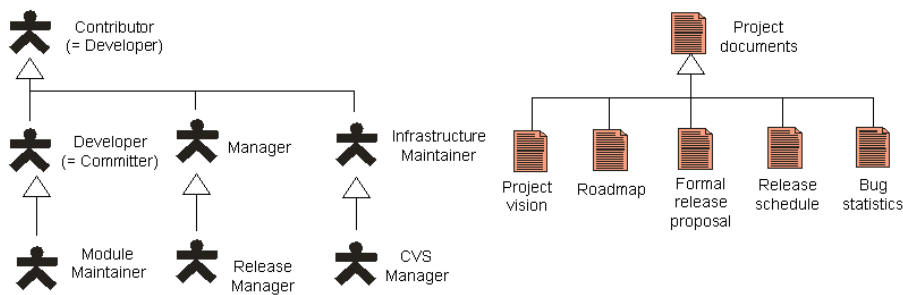 Contributor
(= Developer)
Project
documents
Developer
(= Committer)
Manager
Infrastructure
Maintainer
Project
vision
Roadmap
Formal
release
proposal
Release
schedule
Bug
statistics
Module
Maintainer
Release
Manager
CVS
Manager